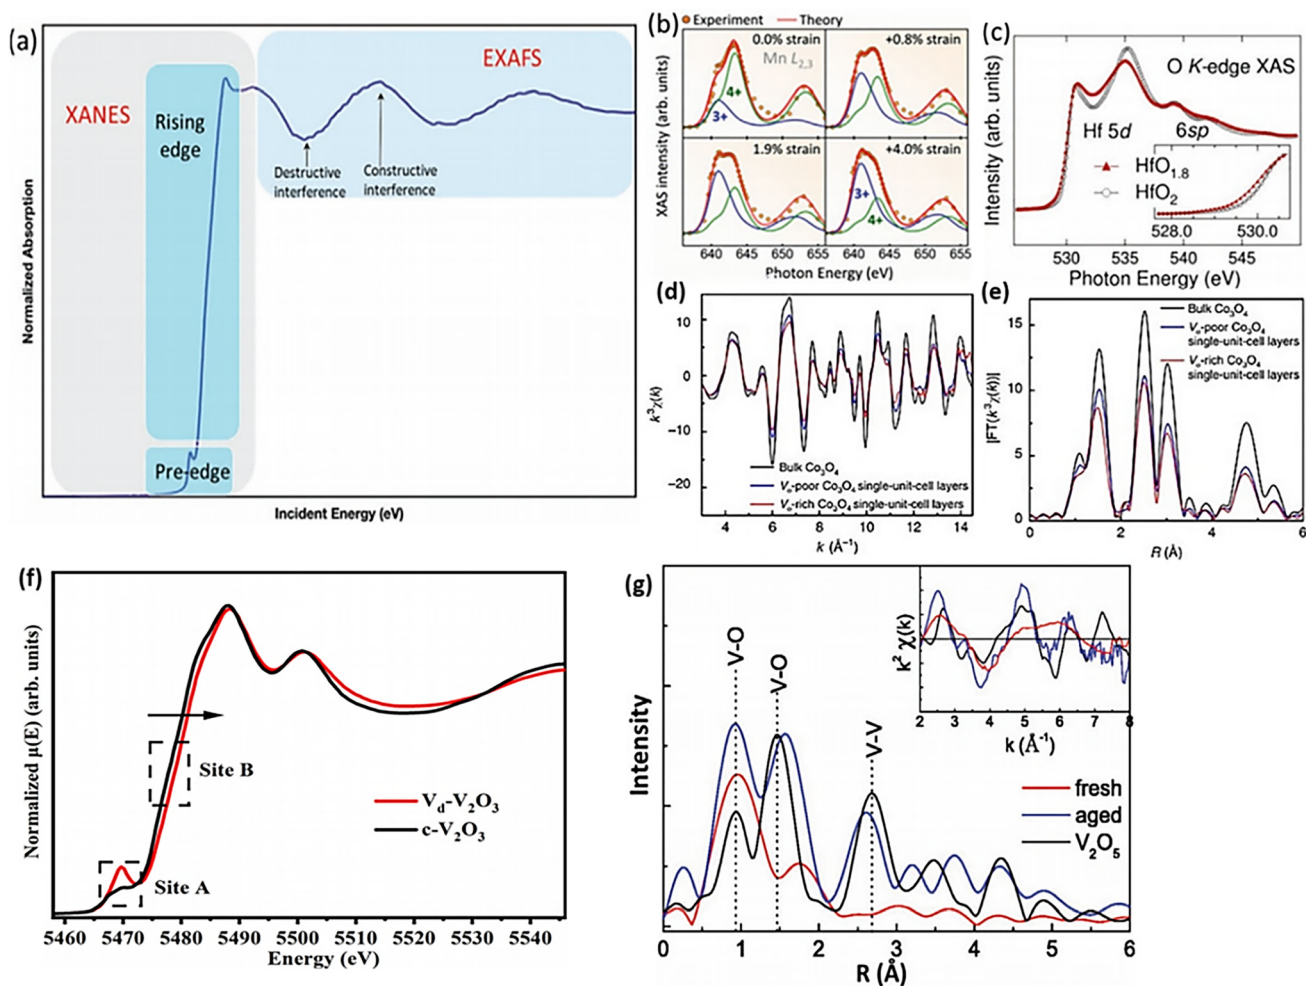 (a)
XANES
EXAFS
Rising
edge
Destructive
interference
Constructive
interference
Pre-edge
Normalized Absorption
Incident Energy (eV)
(b)
Experiment
Theory
0.0% strain
Mn L2,3
4+
3+
+0.8% strain
1.9% strain
+4.0% strain
3+
4+
XAS intensity (arb. units)
640 645 650 655
640 645 650 655
Photon Energy (eV)
(c)
O K-edge XAS
Hf 5d
6sp
HfO1.8
HfO2
528.0 530.0
Intensity (arb. units)
530 535 540 545
Photon Energy (eV)
(d)
10
0
−10
−20
k³χ(k)
Bulk Co3O4
Vo-poor Co3O4 single-unit-cell layers
Vo-rich Co3O4 single-unit-cell layers
4 6 8 10 12 14
k (Å⁻¹)
(e)
15
10
5
0
|FT(k³χ(k))|
Bulk Co3O4
Vo-poor Co3O4
single-unit-cell layers
Vo-rich Co3O4
single-unit-cell layers
0 2 4 6
R (Å)
(f)
Normalized μ(E) (arb. units)
Site B
Site A
Vd-V2O3
c-V2O3
5460 5470 5480 5490 5500 5510 5520 5530 5540
Energy (eV)
(g)
Intensity
V-O
V-O
V-V
k² χ(k)
2 3 4 5 6 7 8
k (Å⁻¹)
fresh
aged
V2O5
0 1 2 3 4 5 6
R (Å)